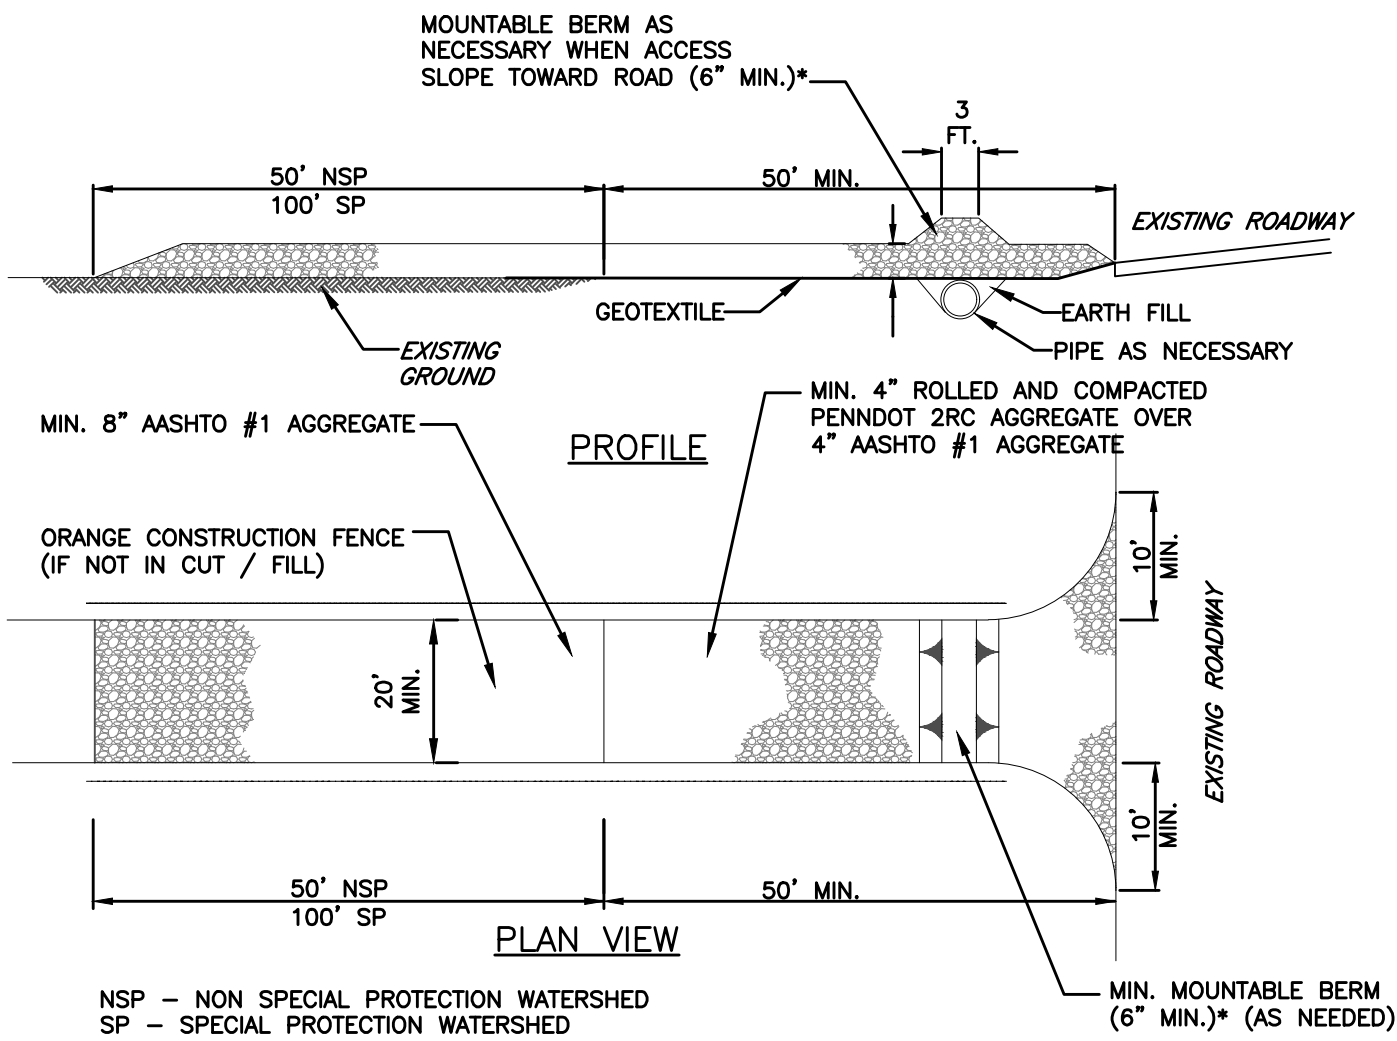 MOUNTABLE BERM AS
NECESSARY WHEN ACCESS
SLOPE TOWARD ROAD (6" MIN.)*
3
FT.
50' NSP
100' SP
50' MIN.
EXISTING ROADWAY
GEOTEXTILE
EARTH FILL
PIPE AS NECESSARY
EXISTING
GROUND
MIN. 8" AASHTO #1 AGGREGATE
PROFILE
MIN. 4" ROLLED AND COMPACTED
PENNDOT 2RC AGGREGATE OVER
4" AASHTO #1 AGGREGATE
ORANGE CONSTRUCTION FENCE
(IF NOT IN CUT / FILL)
10'
MIN.
20'
MIN.
EXISTING ROADWAY
10'
MIN.
50' NSP
100' SP
50' MIN.
PLAN VIEW
NSP – NON SPECIAL PROTECTION WATERSHED
SP – SPECIAL PROTECTION WATERSHED
MIN. MOUNTABLE BERM
(6" MIN.)* (AS NEEDED)